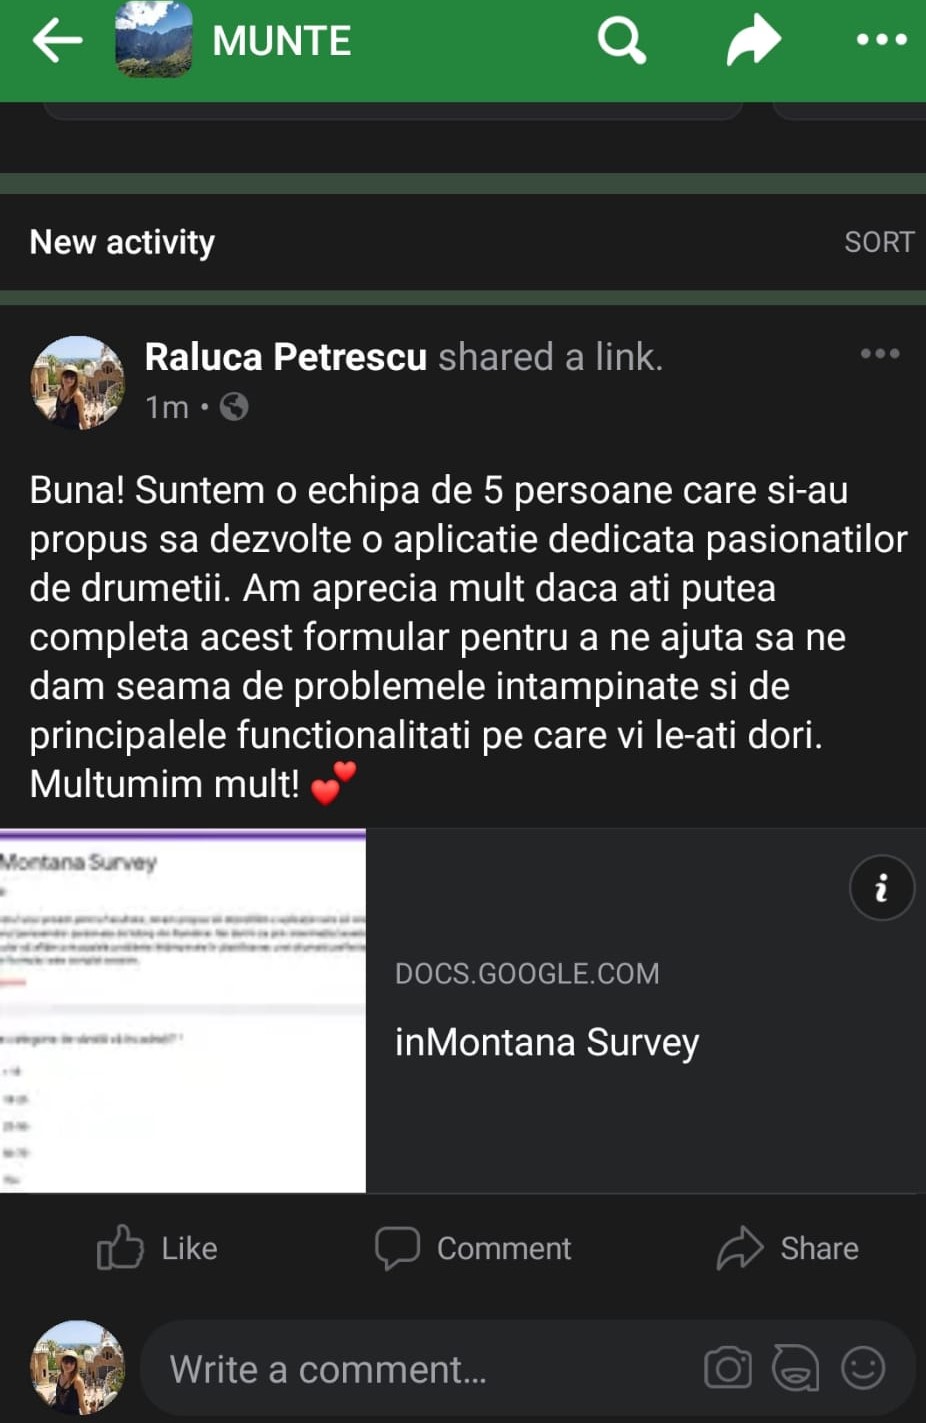 MUNTE
New activity
SORT
Raluca Petrescu shared a link.
1m •
Buna! Suntem o echipa de 5 persoane care si-au
propus sa dezvolte o aplicatie dedicata pasionatilor
de drumetii. Am aprecia mult daca ati putea
completa acest formular pentru a ne ajuta sa ne
dam seama de problemele intampinate si de
principalele functionalitati pe care vi le-ati dori.
Multumim mult! 💕
Montana Survey
DOCS.GOOGLE.COM
inMontana Survey
Like
Comment
Share
Write a comment...